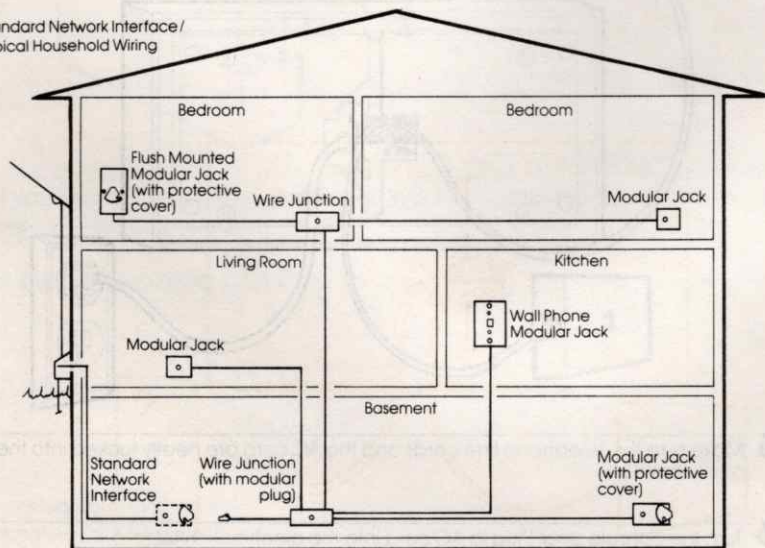 andard Network Interface/
pical Household Wiring
Bedroom
Bedroom
Flush Mounted
Modular Jack
(with protective
cover)
Wire Junction
Modular Jack
Living Room
Kitchen
Wall Phone
Modular Jack
Modular Jack
Basement
Standard
Network
Interface
Wire Junction
(with modular
plug)
Modular Jack
(with protective
cover)